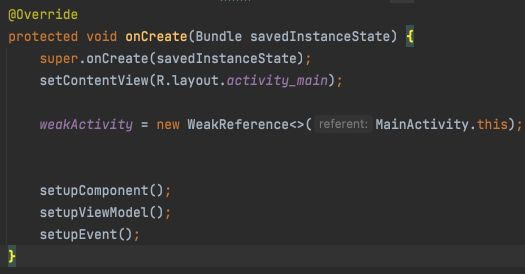 @Override
protected void onCreate(Bundle savedInstanceState) {
super.onCreate(savedInstanceState);
setContentView(R.layout.activity_main);
weakActivity = new WeakReference<>( referent: MainActivity.this);
setupComponent();
setupViewModel();
setupEvent();
}